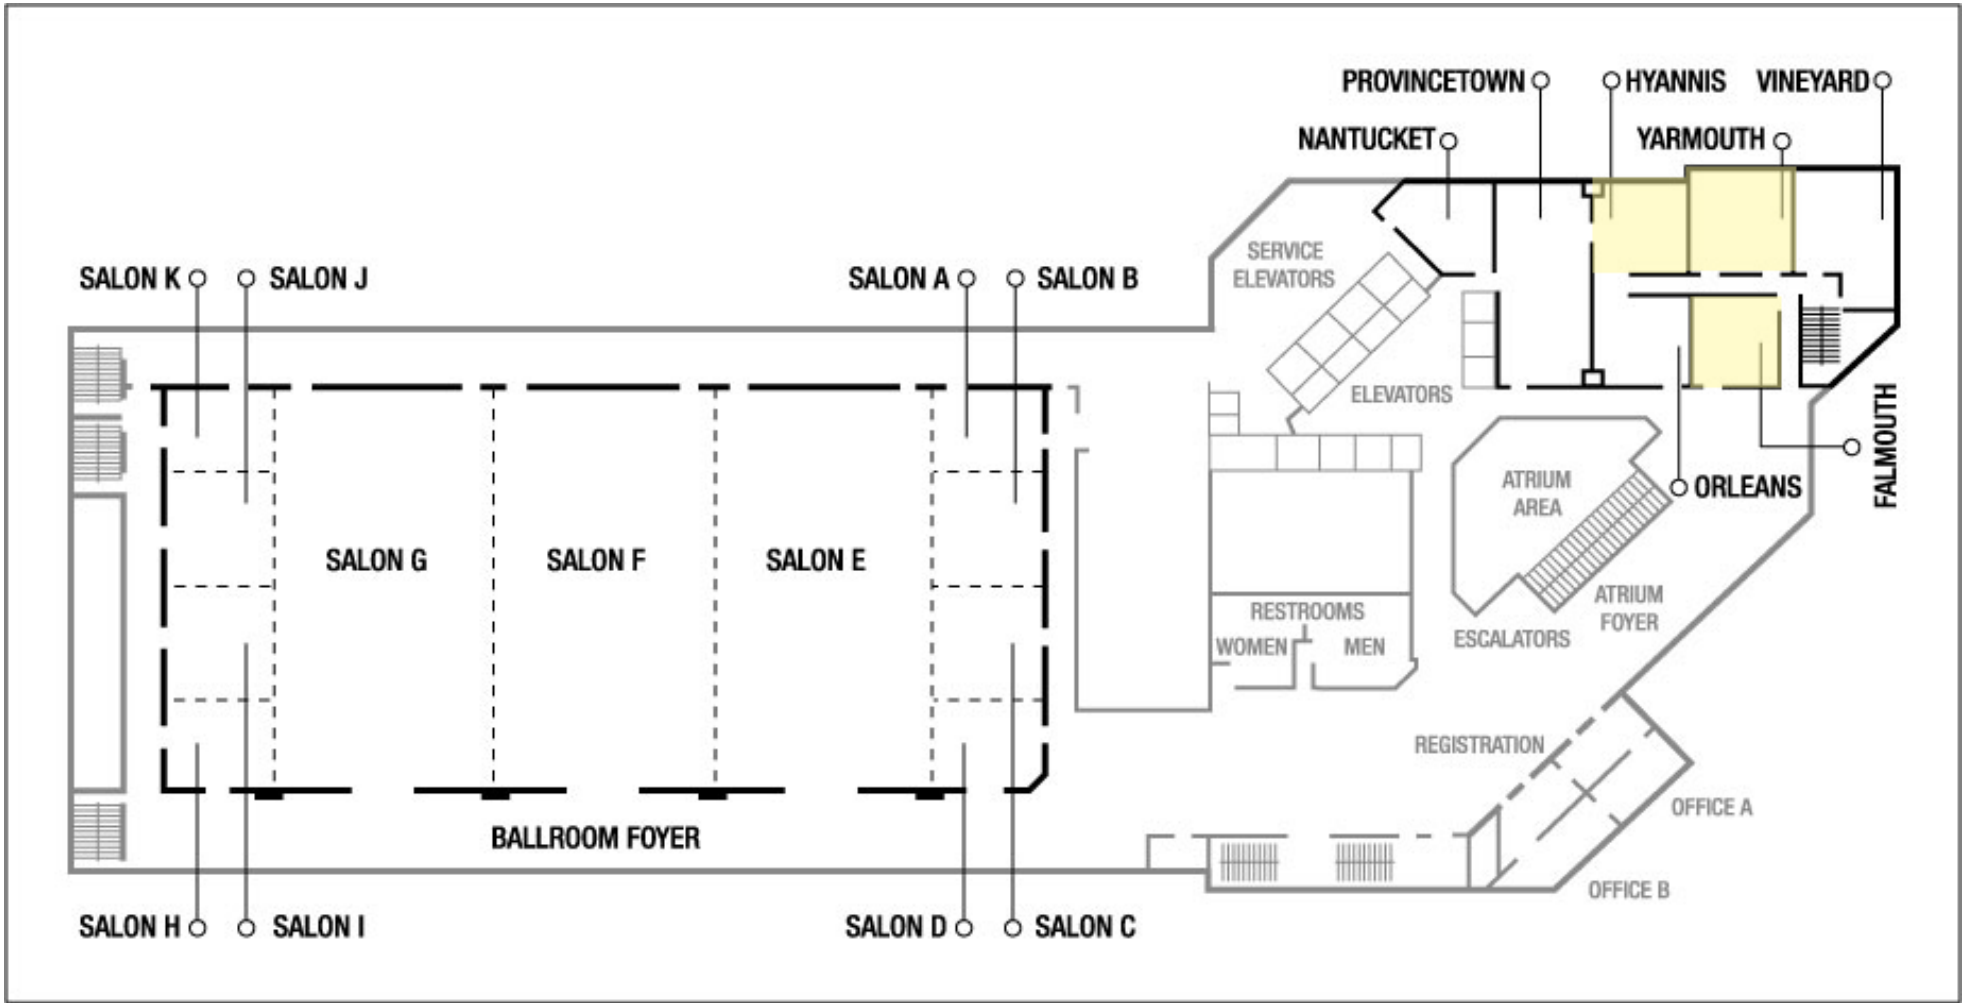 PROVINCETOWN
HYANNIS
VINEYARD
NANTUCKET
YARMOUTH
SERVICE
ELEVATORS
SALON K
SALON J
SALON A
SALON B
ELEVATORS
FALMOUTH
ATRIUM
AREA
ORLEANS
SALON G
SALON F
SALON E
ATRIUM
FOYER
RESTROOMS
WOMEN
MEN
ESCALATORS
REGISTRATION
OFFICE A
BALLROOM FOYER
OFFICE B
SALON H
SALON I
SALON D
SALON C